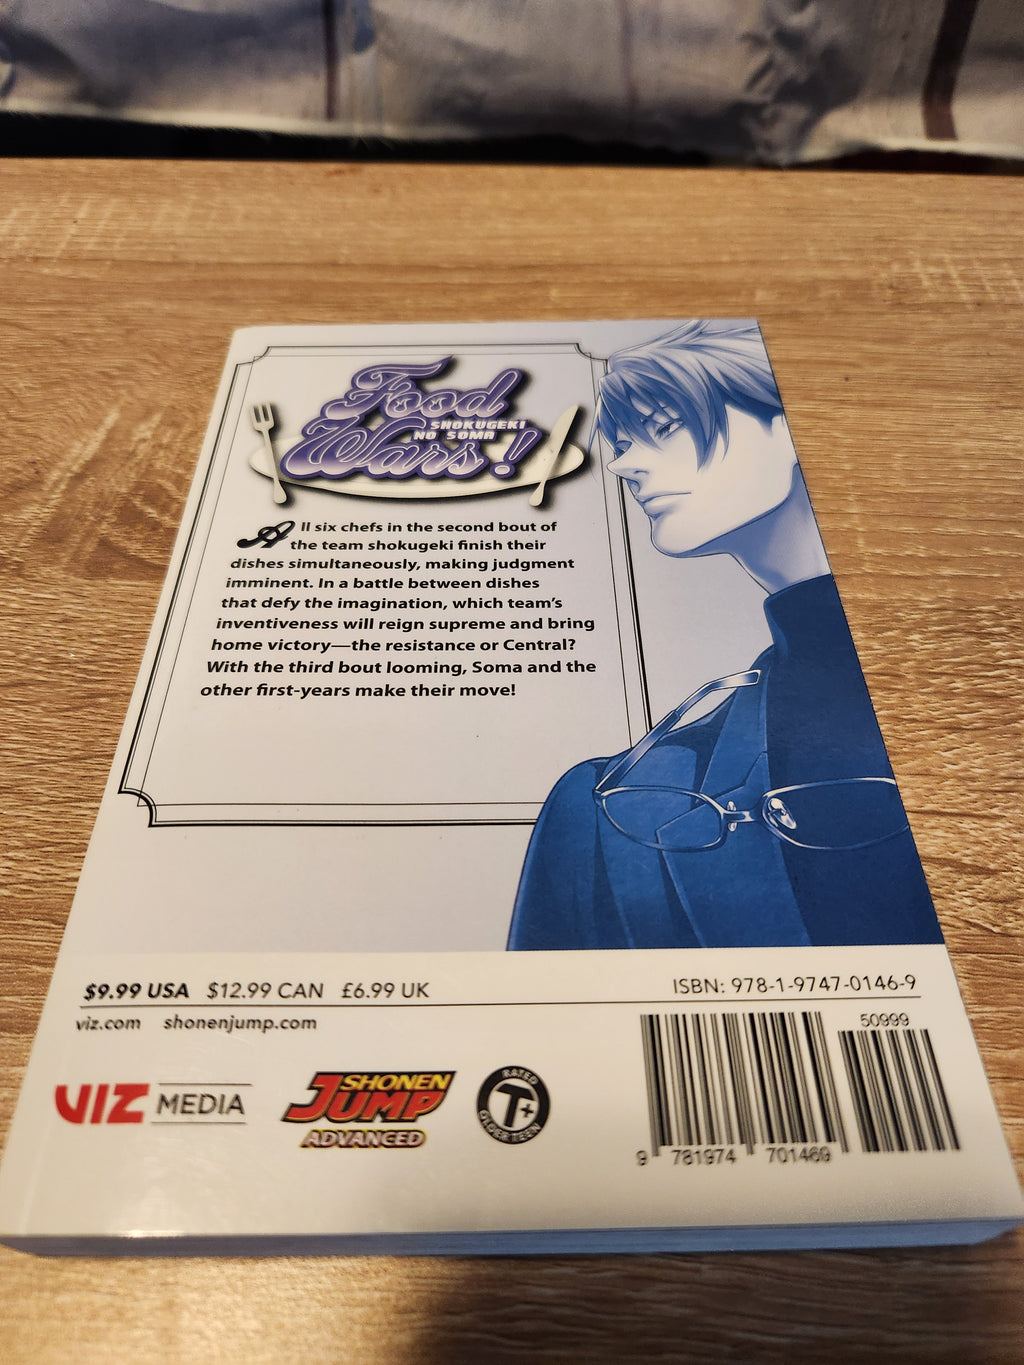 Food
SHOKUGEKI
NO SOMA
Wars!
All six chefs in the second bout of
the team shokugeki finish their
dishes simultaneously, making judgment
imminent. In a battle between dishes
that defy the imagination, which team's
inventiveness will reign supreme and bring
home victory—the resistance or Central?
With the third bout looming, Soma and the
other first-years make their move!
$9.99 USA $12.99 CAN £6.99 UK
ISBN: 978-1-9747-0146-9
viz.com shonenjump.com
50999
VIZ MEDIA
SHONEN
JUMP
ADVANCED
RATED
T+
OLDER TEEN
9 781974 701469